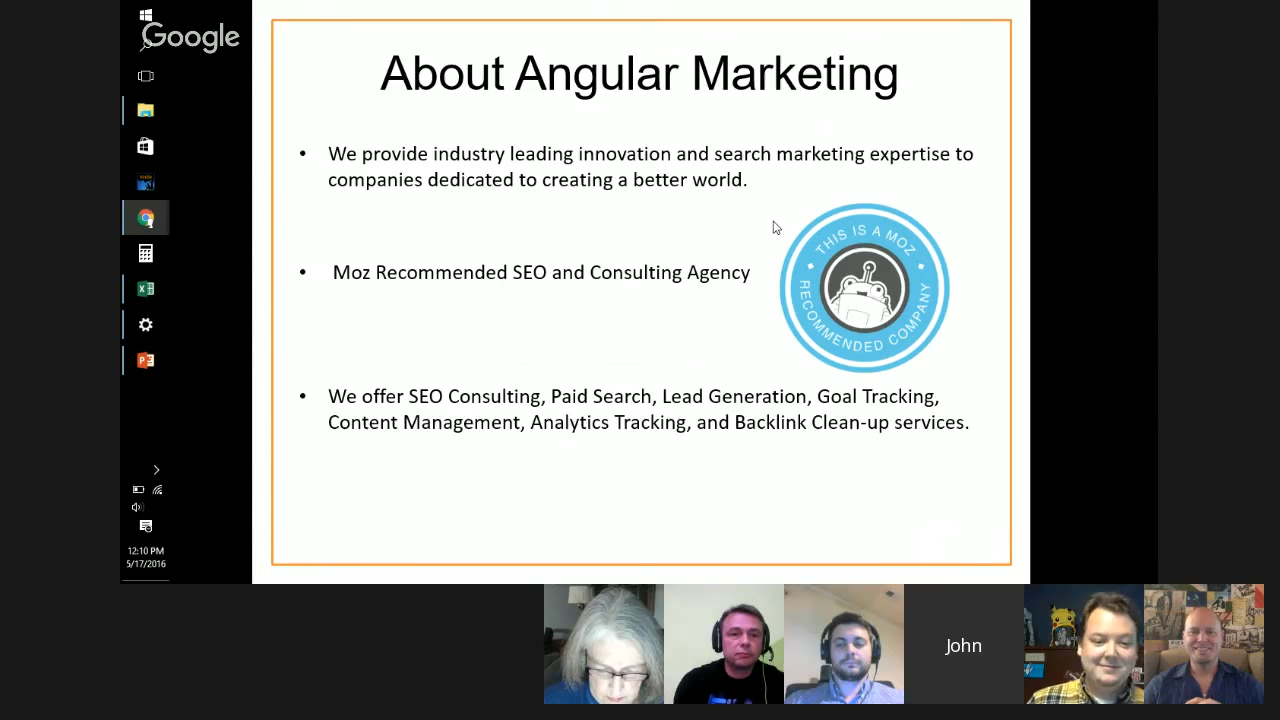 Google
About Angular Marketing
• We provide industry leading innovation and search marketing expertise to
companies dedicated to creating a better world.
• Moz Recommended SEO and Consulting Agency
THIS IS A MOZ
RECOMMENDED COMPANY
• We offer SEO Consulting, Paid Search, Lead Generation, Goal Tracking,
Content Management, Analytics Tracking, and Backlink Clean-up services.
12:10 PM
5/17/2016
John